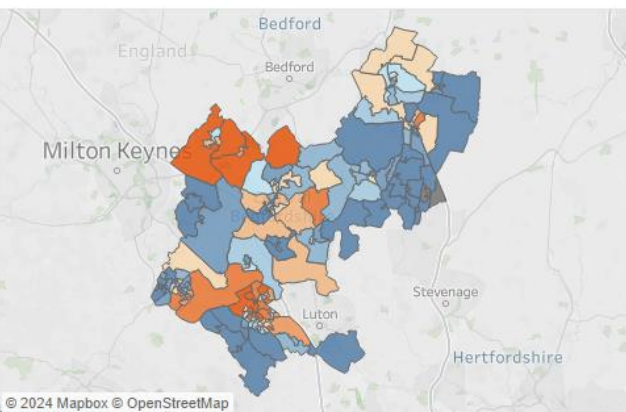 Bedford
England
Bedford
Milton Keynes
Stevenage
Luton
Hertfordshire
© 2024 Mapbox © OpenStreetMap